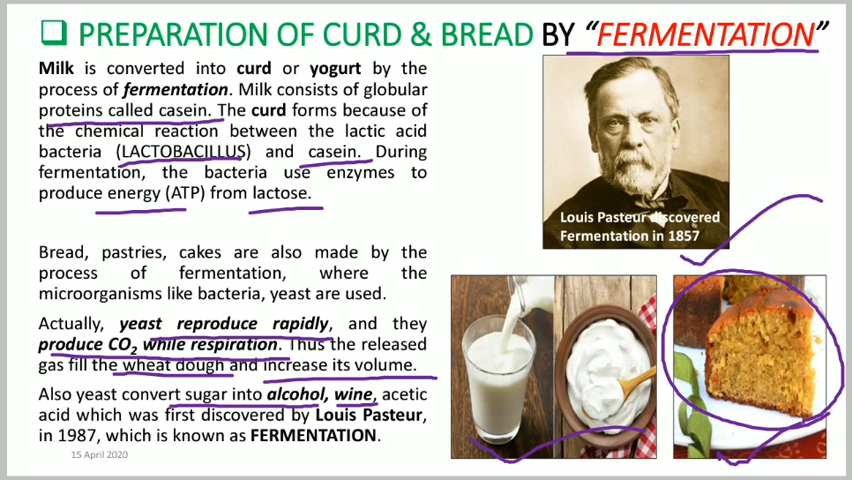 PREPARATION OF CURD & BREAD BY “FERMENTATION”
Milk is converted into curd or yogurt by the
process of fermentation. Milk consists of globular
proteins called casein. The curd forms because of
the chemical reaction between the lactic acid
bacteria (LACTOBACILLUS) and casein. During
fermentation, the bacteria use enzymes to
produce energy (ATP) from lactose.
Bread, pastries, cakes are also made by the
process of fermentation, where the
microorganisms like bacteria, yeast are used.
Actually, yeast reproduce rapidly, and they
produce CO2 while respiration. Thus the released
gas fill the wheat dough and increase its volume.
Also yeast convert sugar into alcohol, wine, acetic
acid which was first discovered by Louis Pasteur,
in 1987, which is known as FERMENTATION.
15 April 2020
Louis Pasteur discovered
Fermentation in 1857